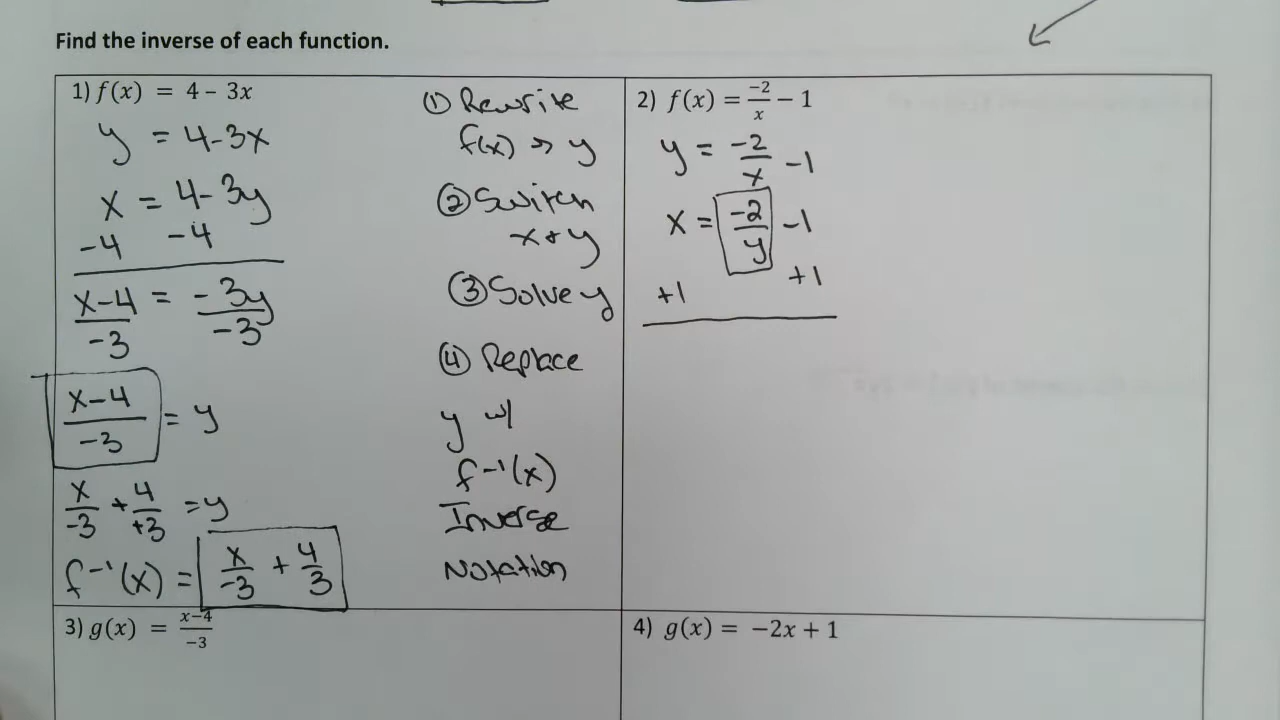 Find the inverse of each function.
1) f(x) = 4 – 3x
y = 4-3x
x = 4-3y
-4 -4
x-4/-3 = -3y/-3
x-4/-3 = y
x/-3 + 4/+3 = y
f⁻¹(x) = x/-3 + 4/3
① Rewrite
f(x) → y
② Switch
x & y
③ Solve y
④ Replace
y w/
f⁻¹(x)
Inverse
Notation
2) f(x) = -2/x – 1
y = -2/x -1
x = -2/y -1
+1 +1
3) g(x) = x−4/−3
4) g(x) = −2x + 1